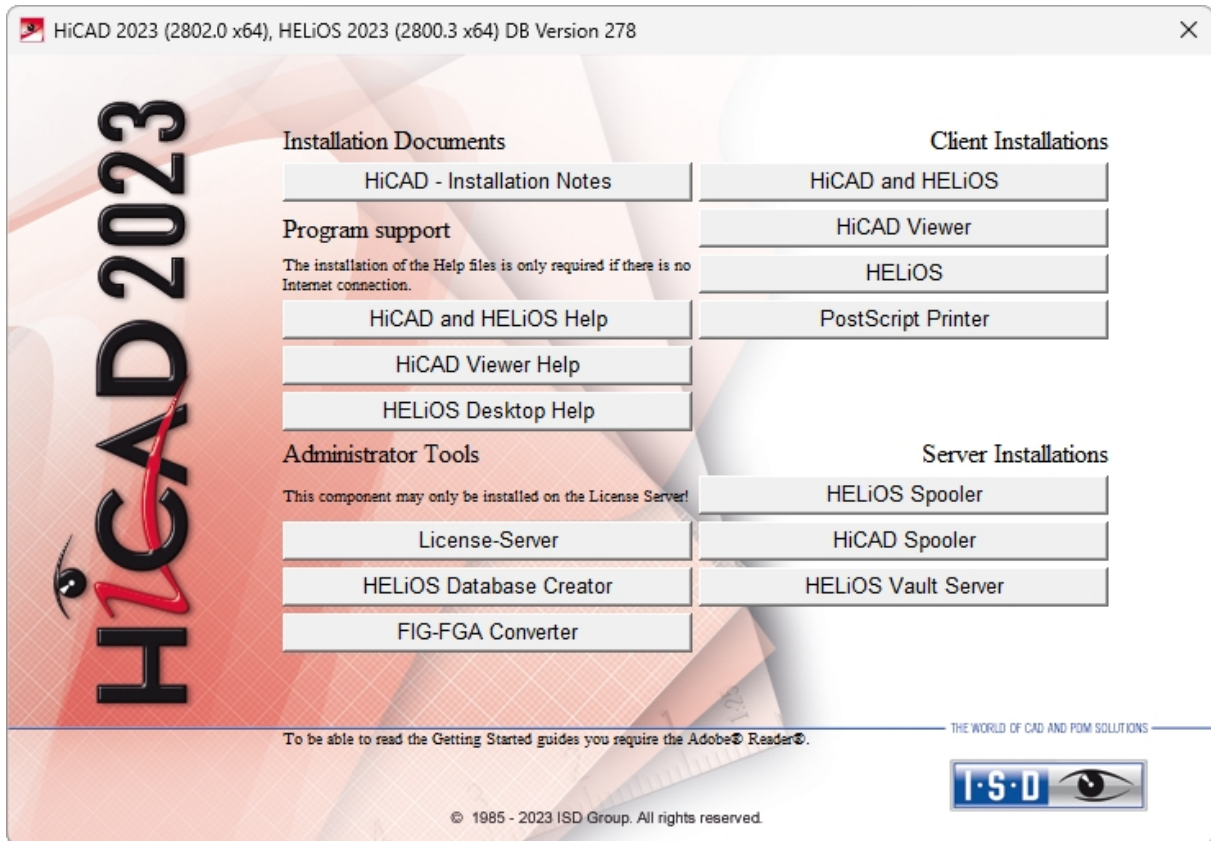 HiCAD 2023 (2802.0 x64), HELiOS 2023 (2800.3 x64) DB Version 278
HiCAD 2023
Installation Documents
HiCAD - Installation Notes
Program support
The installation of the Help files is only required if there is no
Internet connection.
HiCAD and HELiOS Help
HiCAD Viewer Help
HELiOS Desktop Help
Administrator Tools
This component may only be installed on the License Server!
License-Server
HELiOS Database Creator
FIG-FGA Converter
Client Installations
HiCAD and HELiOS
HiCAD Viewer
HELiOS
PostScript Printer
Server Installations
HELiOS Spooler
HiCAD Spooler
HELiOS Vault Server
To be able to read the Getting Started guides you require the Adobe® Reader®.
THE WORLD OF CAD AND PDM SOLUTIONS
I·S·D
© 1985 - 2023 ISD Group. All rights reserved.